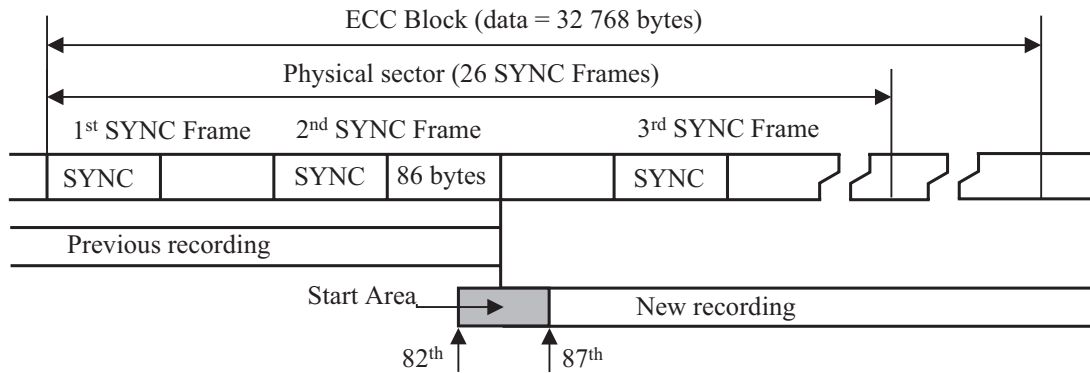 ECC Block (data = 32 768 bytes)
Physical sector (26 SYNC Frames)
1st SYNC Frame 2nd SYNC Frame 3rd SYNC Frame
SYNC SYNC 86 bytes SYNC
Previous recording
Start Area New recording
82th 87th